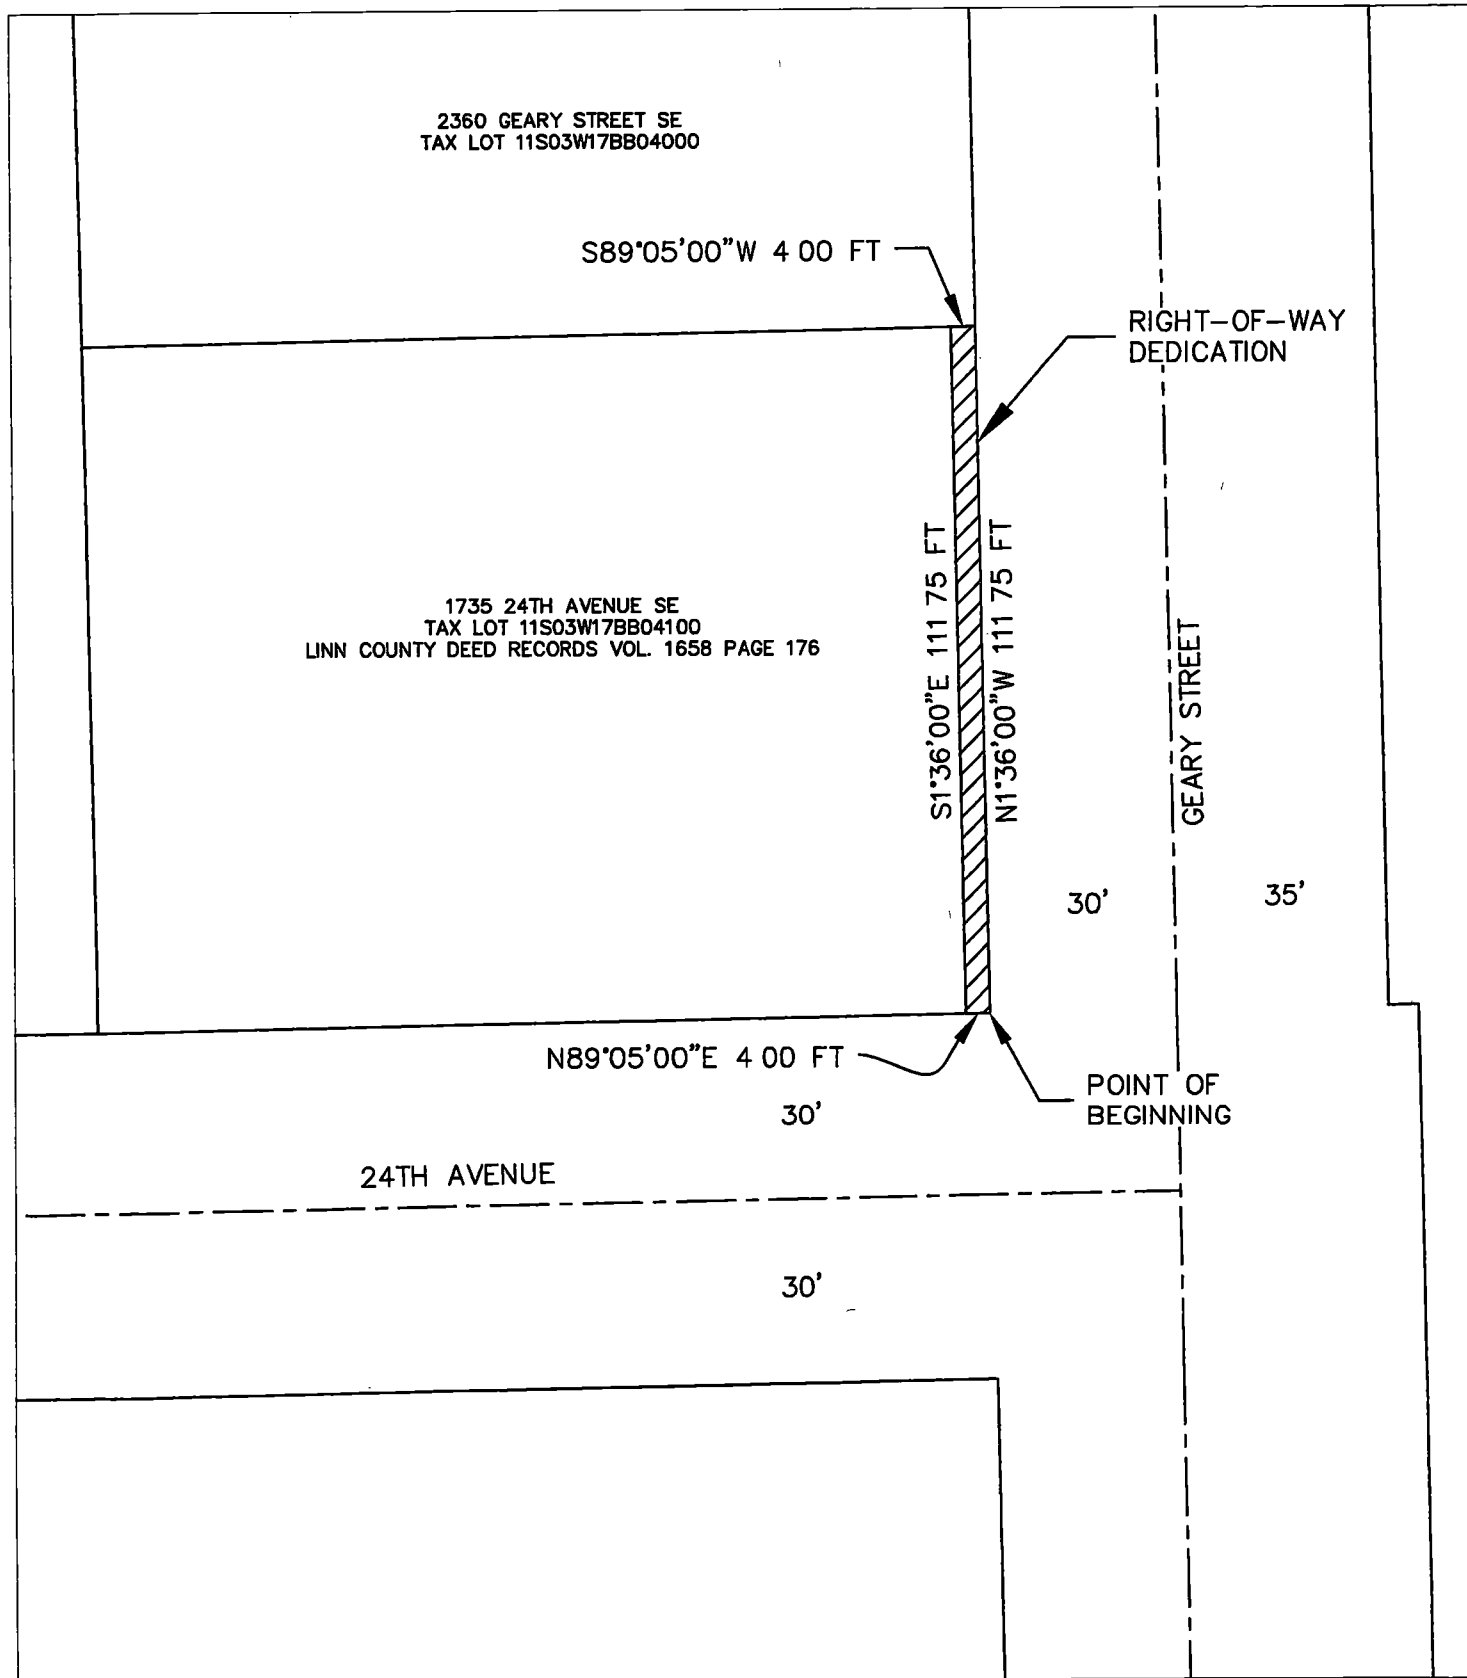 2360 GEARY STREET SE
TAX LOT 11S03W17BB04000
S89°05'00"W 4 00 FT
RIGHT-OF-WAY
DEDICATION
1735 24TH AVENUE SE
TAX LOT 11S03W17BB04100
LINN COUNTY DEED RECORDS VOL. 1658 PAGE 176
S1°36'00"E 111 75 FT
N1°36'00"W 111 75 FT
GEARY STREET
30'
35'
N89°05'00"E 4 00 FT
POINT OF
BEGINNING
30'
24TH AVENUE
30'